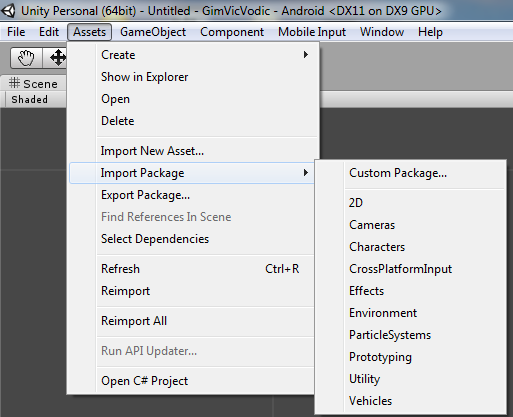 Unity Personal (64bit) - Untitled - GimVicVodic - Android <DX11 on DX9 GPU>
File Edit Assets GameObject Component Mobile Input Window Help
Scene
Shaded
Create
Show in Explorer
Open
Delete
Import New Asset...
Import Package
Export Package...
Find References In Scene
Select Dependencies
Refresh Ctrl+R
Reimport
Reimport All
Run API Updater...
Open C# Project
Custom Package...
2D
Cameras
Characters
CrossPlatformInput
Effects
Environment
ParticleSystems
Prototyping
Utility
Vehicles